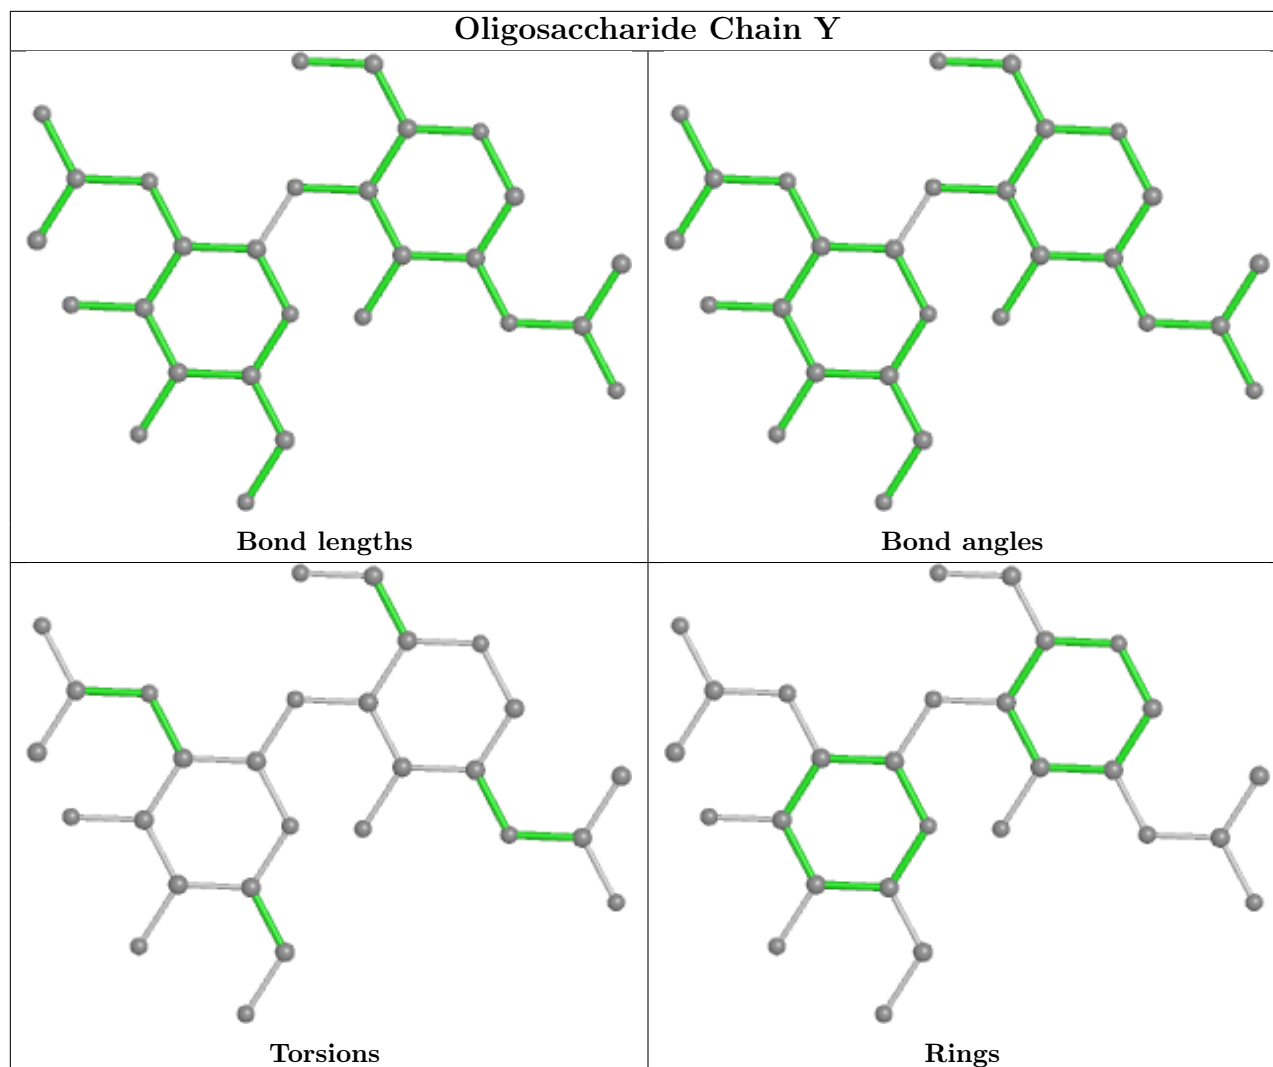 Oligosaccharide Chain Y
Bond lengths
Bond angles
Torsions
Rings